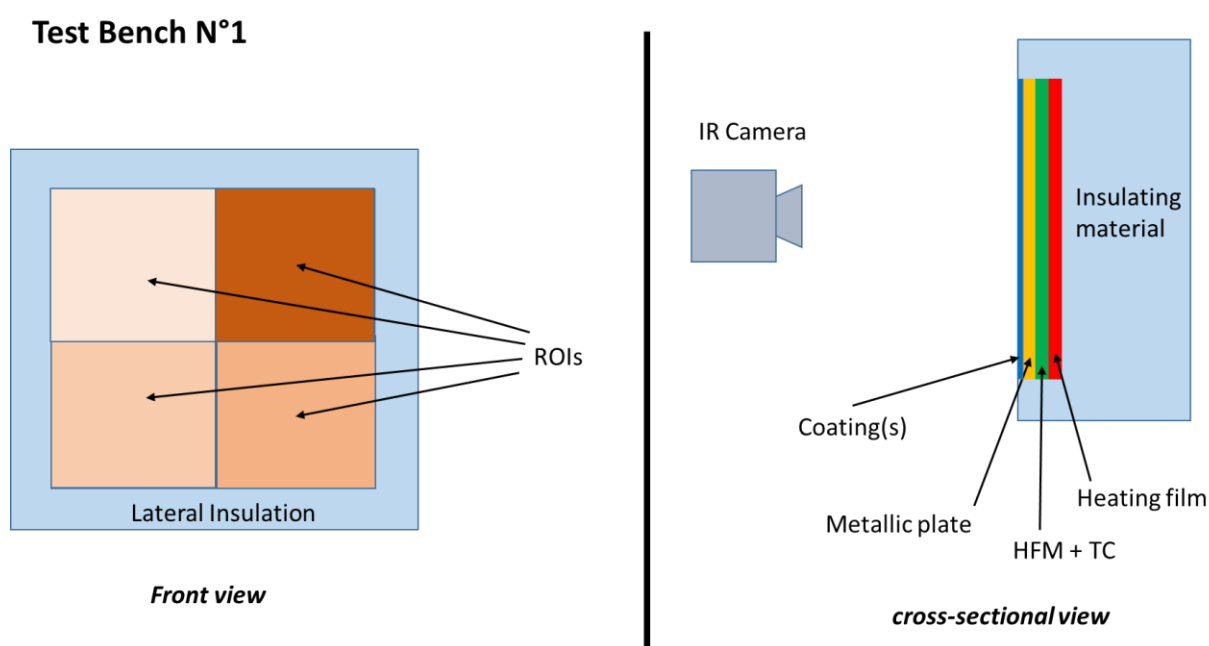 Test Bench N°1
ROIs
Lateral Insulation
Front view
IR Camera
Insulating
material
Coating(s)
Heating film
Metallic plate
HFM + TC
cross-sectional view